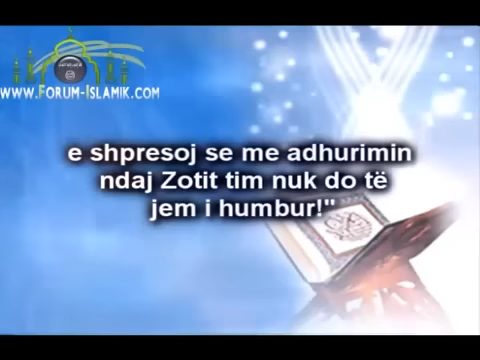 www.Forum-Islamik.com
e shpresoj se me adhurimin
ndaj Zotit tim nuk do të
jem i humbur!"